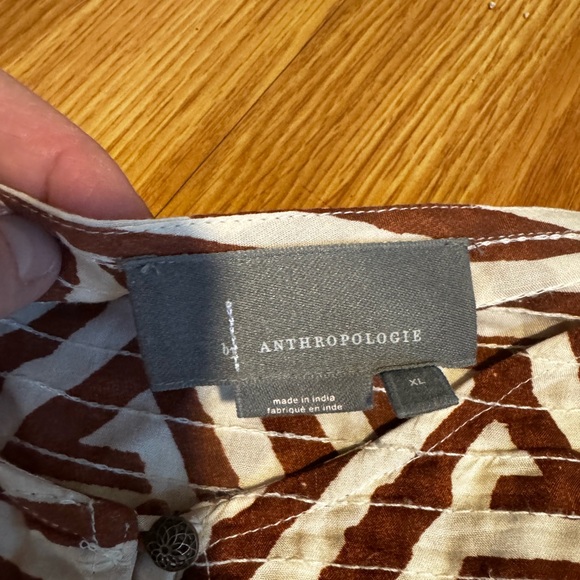 ANTHROPOLOGIE
XL
made in india
fabriqué en inde